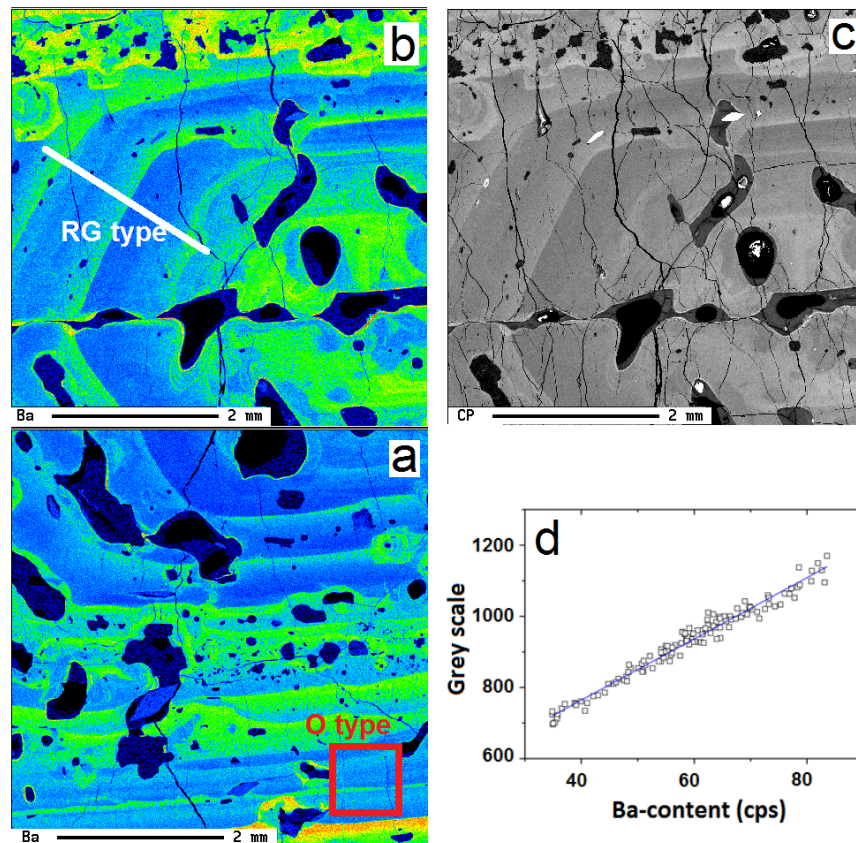 b
RG type
Ba 2 mm
c
CP 2 mm
a
O type
Ba 2 mm
d
1200
1000
800
600
Grey scale
40 60 80
Ba-content (cps)